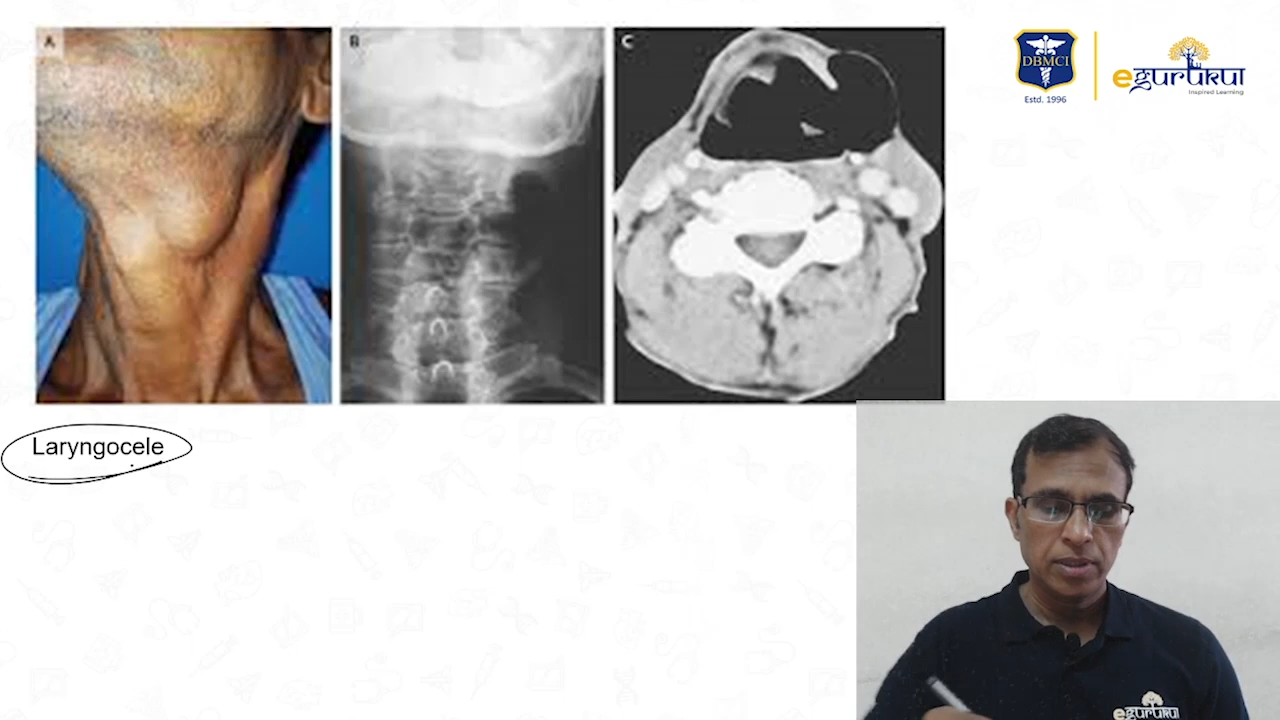 A
B
C
DBMCI
Estd. 1996
egurukul
Inspired Learning
Laryngocele
egurukul